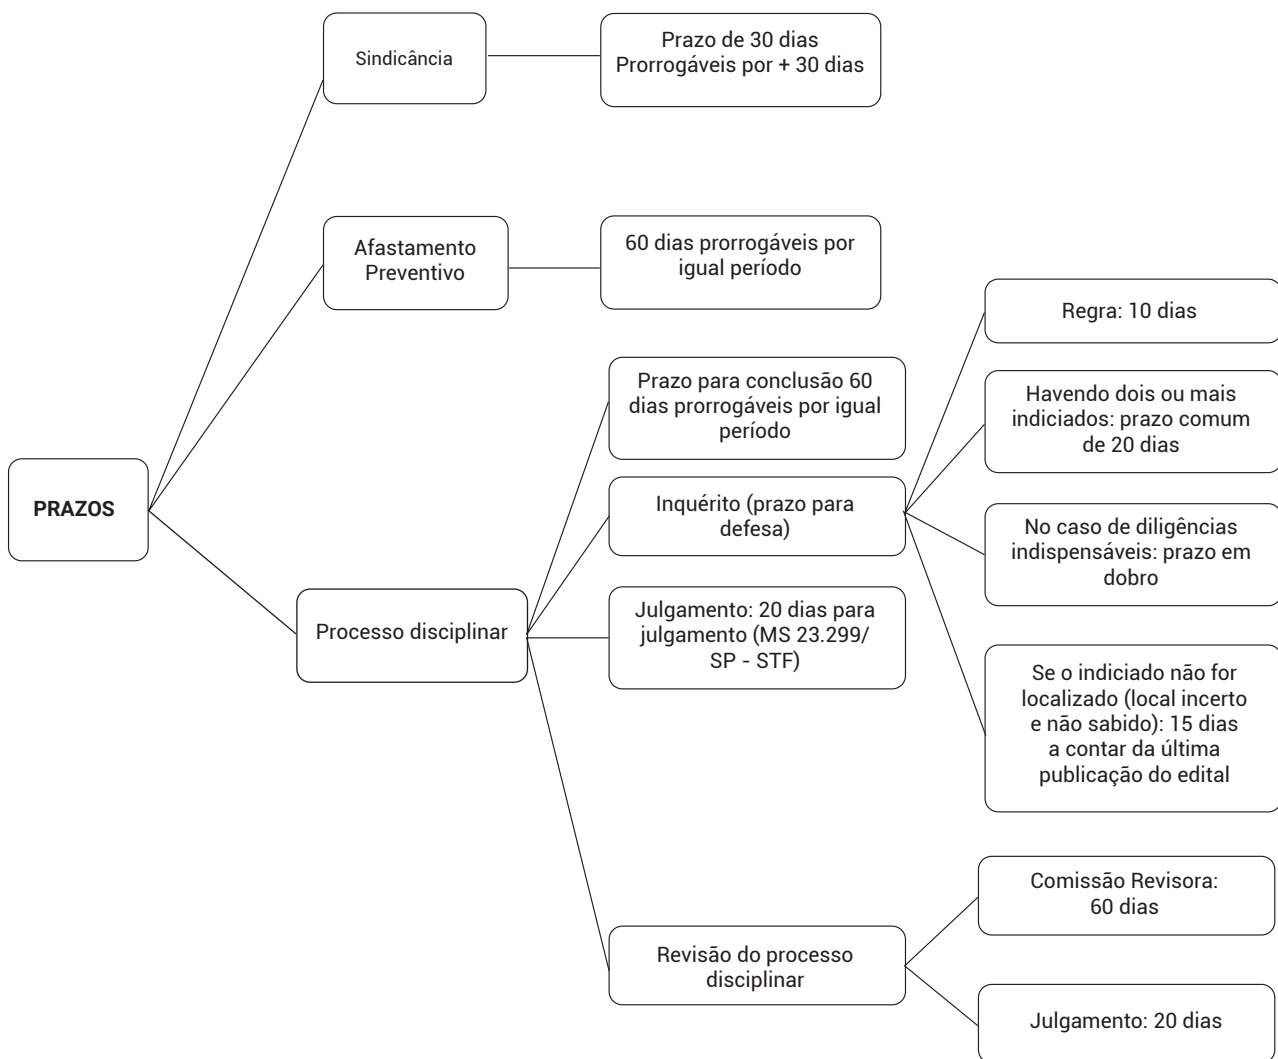 PRAZOS
Sindicância
Prazo de 30 dias
Prorrogáveis por + 30 dias
Afastamento
Preventivo
60 dias prorrogáveis por
igual período
Processo disciplinar
Prazo para conclusão 60
dias prorrogáveis por igual
período
Inquérito (prazo para
defesa)
Regra: 10 dias
Havendo dois ou mais
indiciados: prazo comum
de 20 dias
No caso de diligências
indispensáveis: prazo em
dobro
Se o indiciado não for
localizado (local incerto
e não sabido): 15 dias
a contar da última
publicação do edital
Julgamento: 20 dias para
julgamento (MS 23.299/
SP - STF)
Revisão do processo
disciplinar
Comissão Revisora:
60 dias
Julgamento: 20 dias